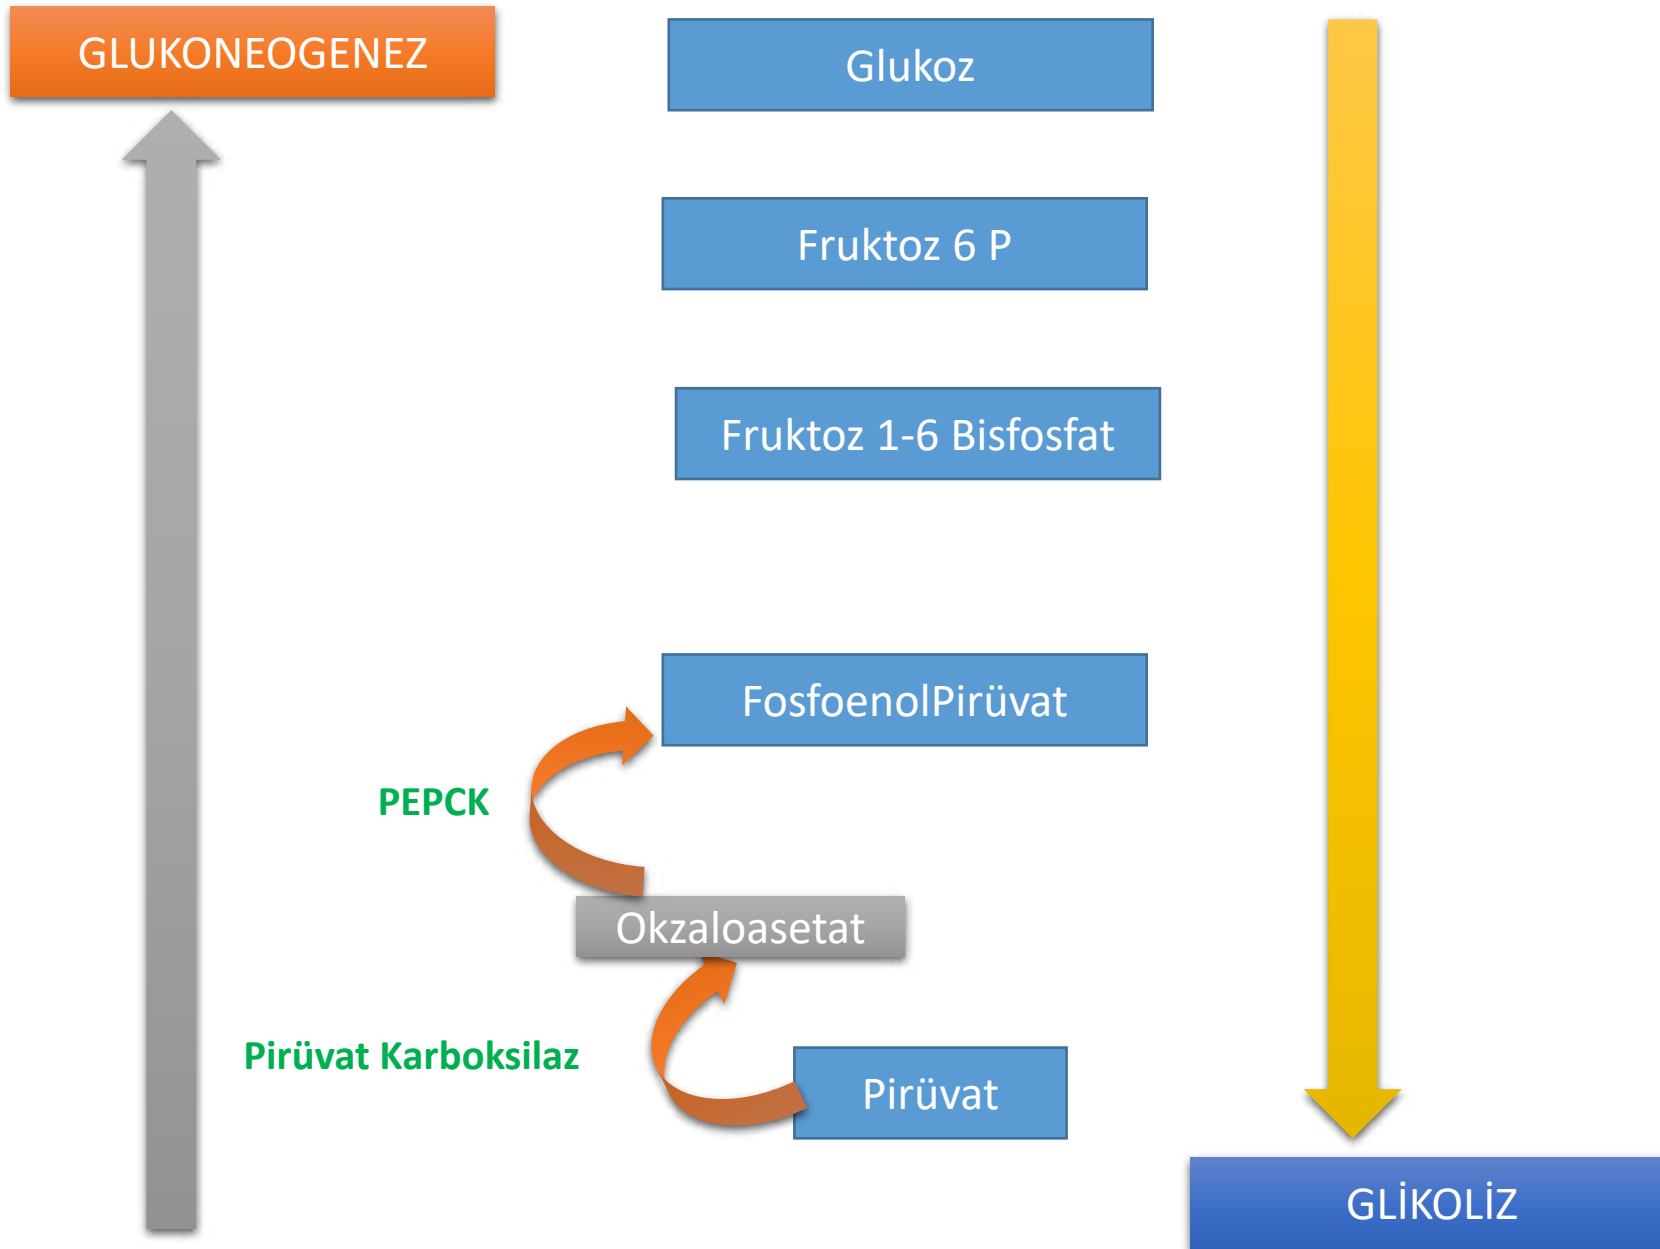 GLUKONEOGENEZ
Glukoz
Fruktoz 6 P
Fruktoz 1-6 Bisfosfat
FosfoenolPirüvat
PEPCK
Okzaloasetat
Pirüvat Karboksilaz
Pirüvat
GLİKOLİZ